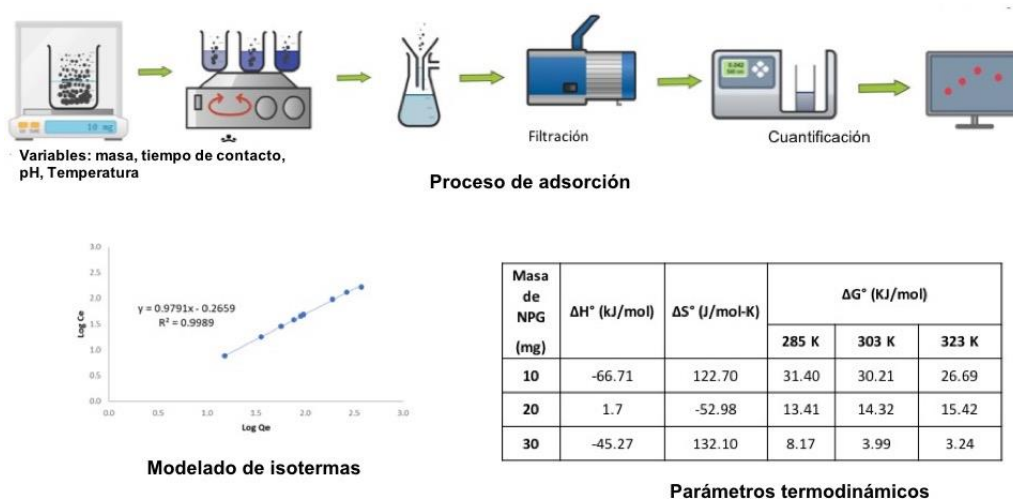 10 mg
0.042
Variables: masa, tiempo de contacto,
pH, Temperatura
Filtración
Cuantificación
Proceso de adsorción
3.0
2.5
2.0
1.5
1.0
0.5
0.0
Log Ce
y = 0.9791x - 0.2659
R² = 0.9989
0.0 0.5 1.0 1.5 2.0 2.5 3.0
Log Qe
Modelado de isotermas
Masa
de
NPG
(mg)
ΔH° (kJ/mol) ΔS° (J/mol-K) ΔG° (KJ/mol)
285 K 303 K 323 K
10 -66.71 122.70 31.40 30.21 26.69
20 1.7 -52.98 13.41 14.32 15.42
30 -45.27 132.10 8.17 3.99 3.24
Parámetros termodinámicos